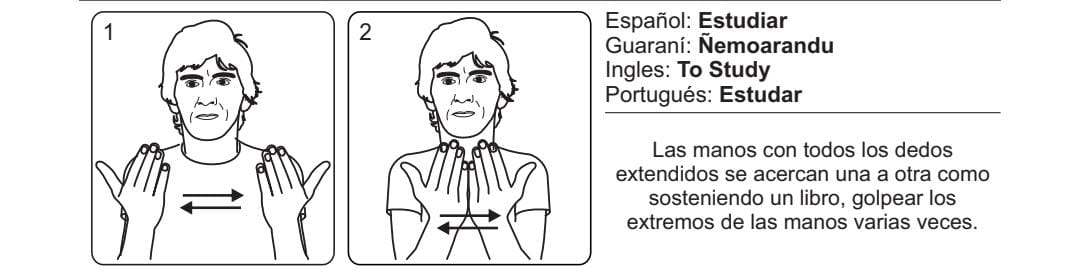 1
2
Español: Estudiar
Guaraní: Ñemoarandu
Ingles: To Study
Portugués: Estudar
Las manos con todos los dedos
extendidos se acercan una a otra como
sosteniendo un libro, golpear los
extremos de las manos varias veces.